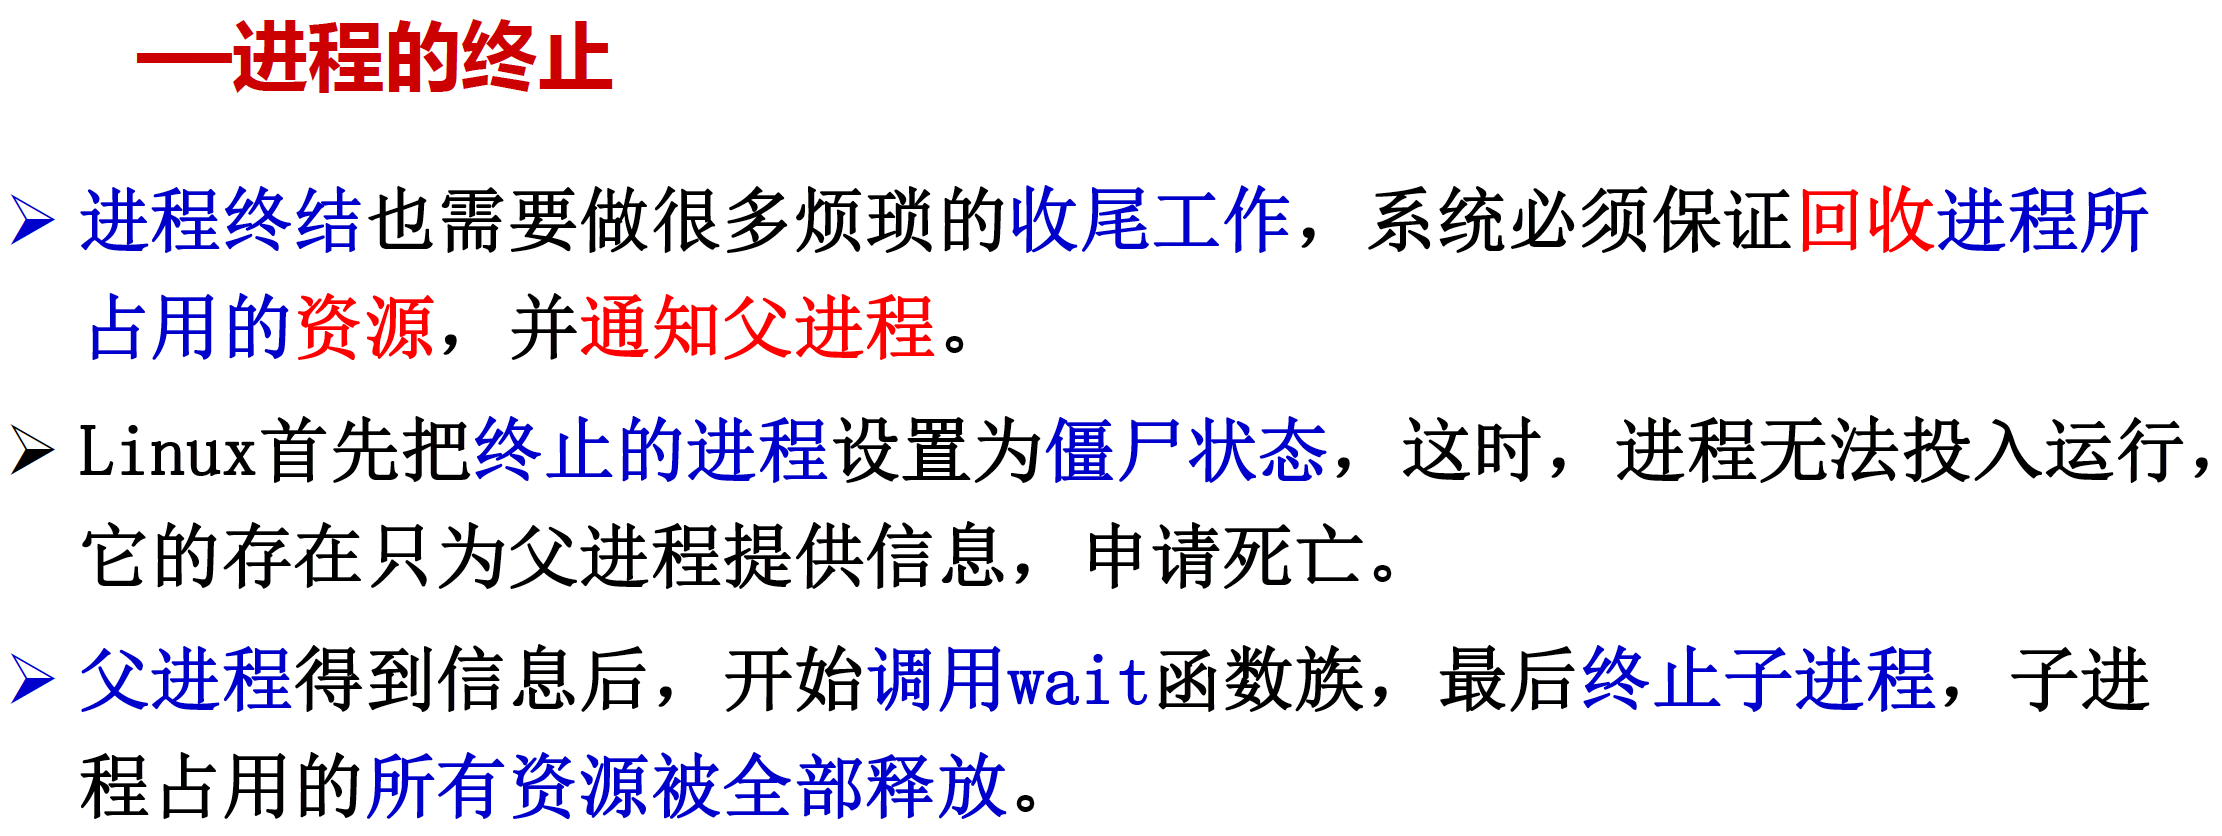 —进程的终止
➢ 进程终结也需要做很多烦琐的收尾工作，系统必须保证回收进程所
占用的资源，并通知父进程。
➢ Linux首先把终止的进程设置为僵尸状态，这时，进程无法投入运行，
它的存在只为父进程提供信息，申请死亡。
➢ 父进程得到信息后，开始调用wait函数族，最后终止子进程，子进
程占用的所有资源被全部释放。